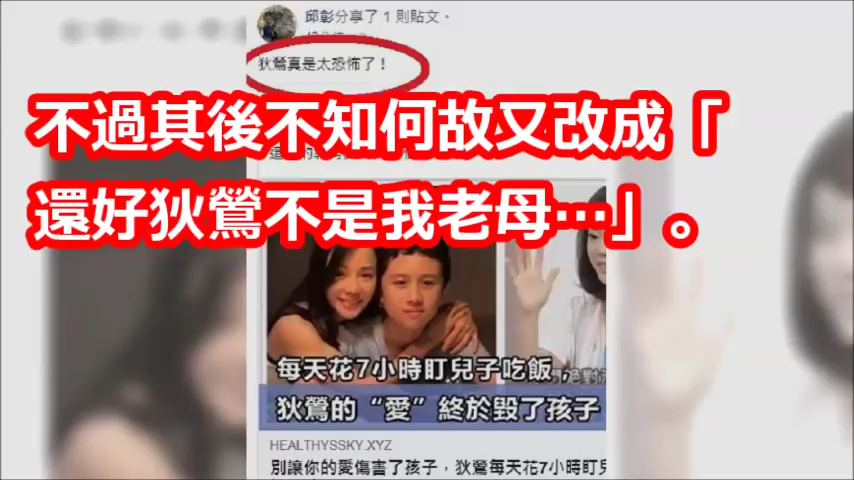 邱彰分享了 1 則貼文。
狄鶯真是太恐怖了！
不過其後不知何故又改成「
還好狄鶯不是我老母…」。
每天花7小時盯兒子吃飯，
狄鶯的“愛”終於毀了孩子
HEALTHYSSKY.XYZ
別讓你的愛傷害了孩子，狄鶯每天花7小時盯